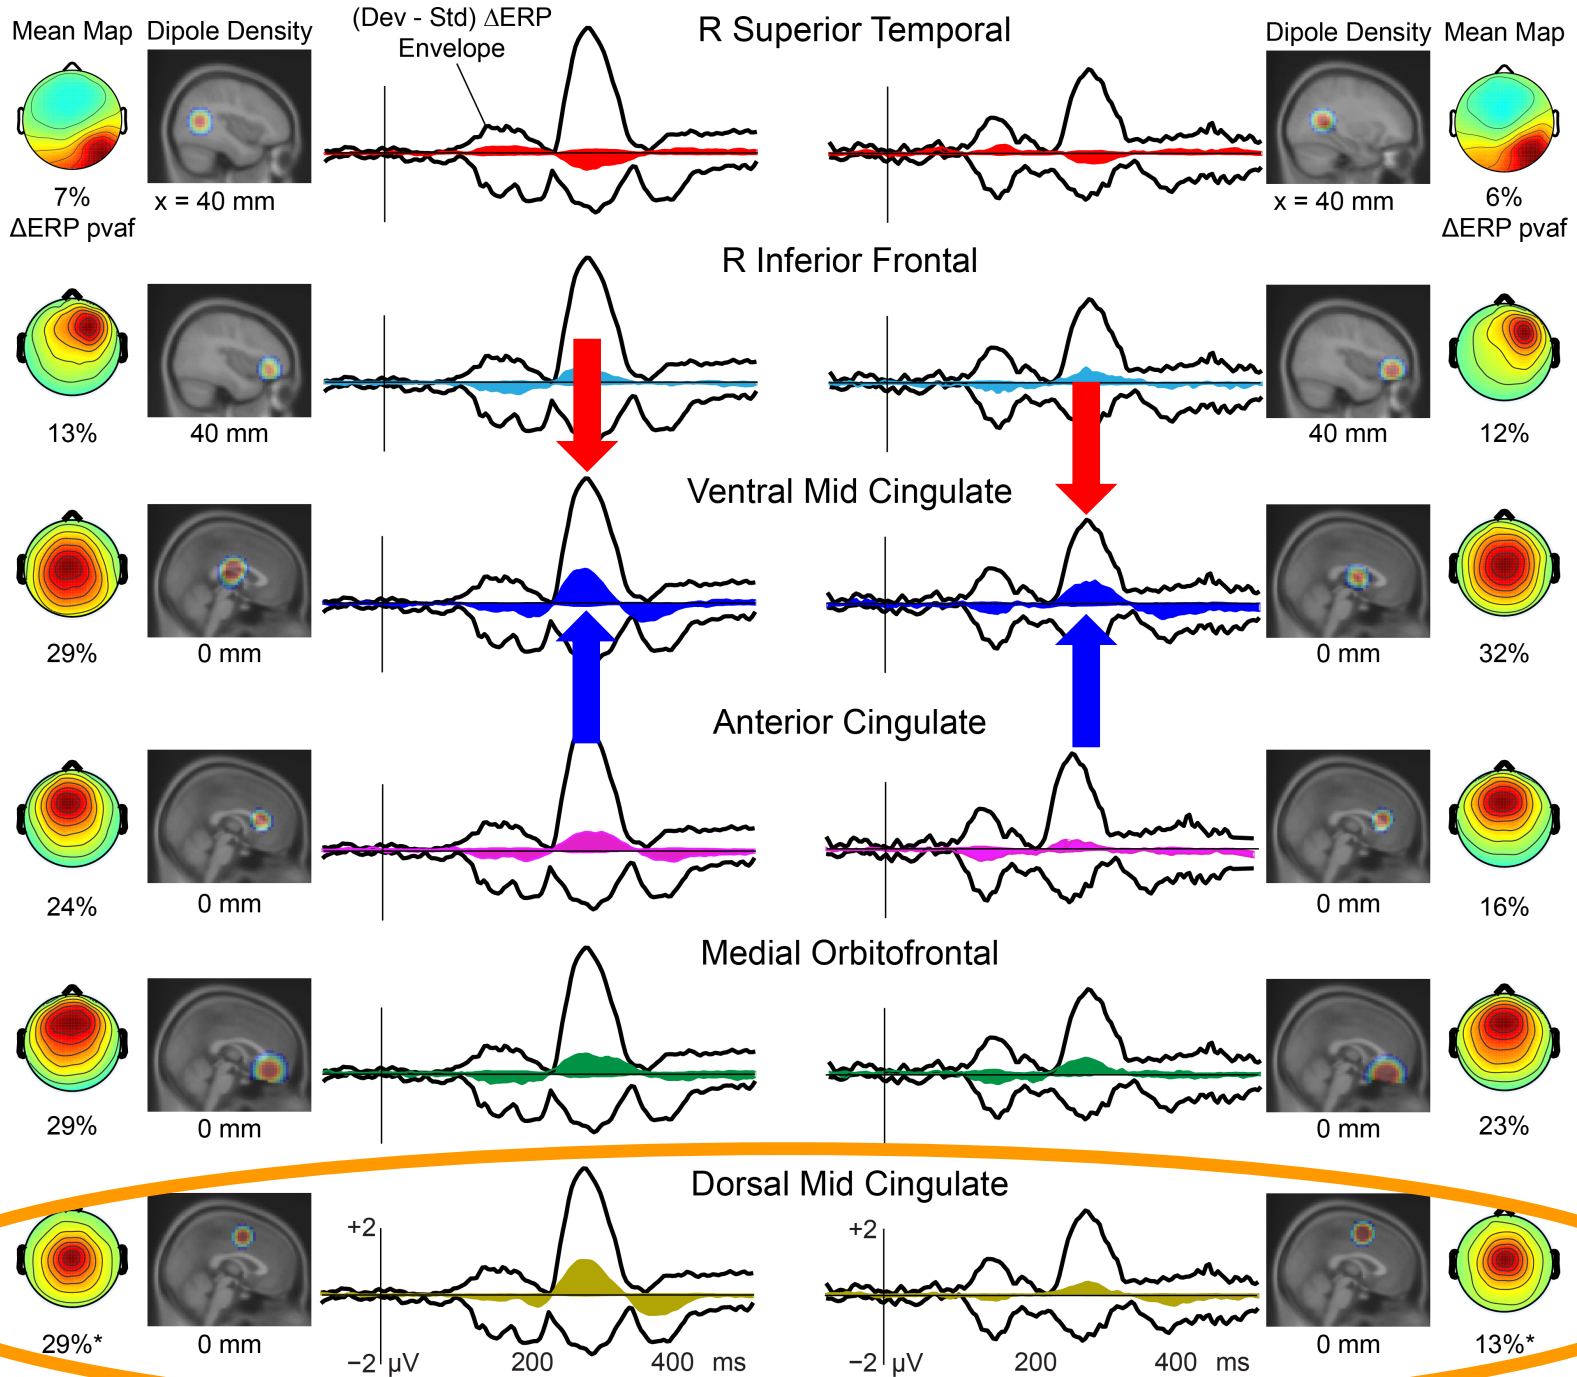 (Dev - Std) ΔERP
Envelope
R Superior Temporal
Mean Map
Dipole Density
Dipole Density
Mean Map
7%
ΔERP pvaf
x = 40 mm
x = 40 mm
6%
ΔERP pvaf
R Inferior Frontal
13%
40 mm
40 mm
12%
Ventral Mid Cingulate
29%
0 mm
0 mm
32%
Anterior Cingulate
24%
0 mm
0 mm
16%
Medial Orbitofrontal
29%
0 mm
0 mm
23%
Dorsal Mid Cingulate
+2
+2
29%*
0 mm
−2 µV 200 400 ms
−2 µV 200 400 ms
0 mm
13%*